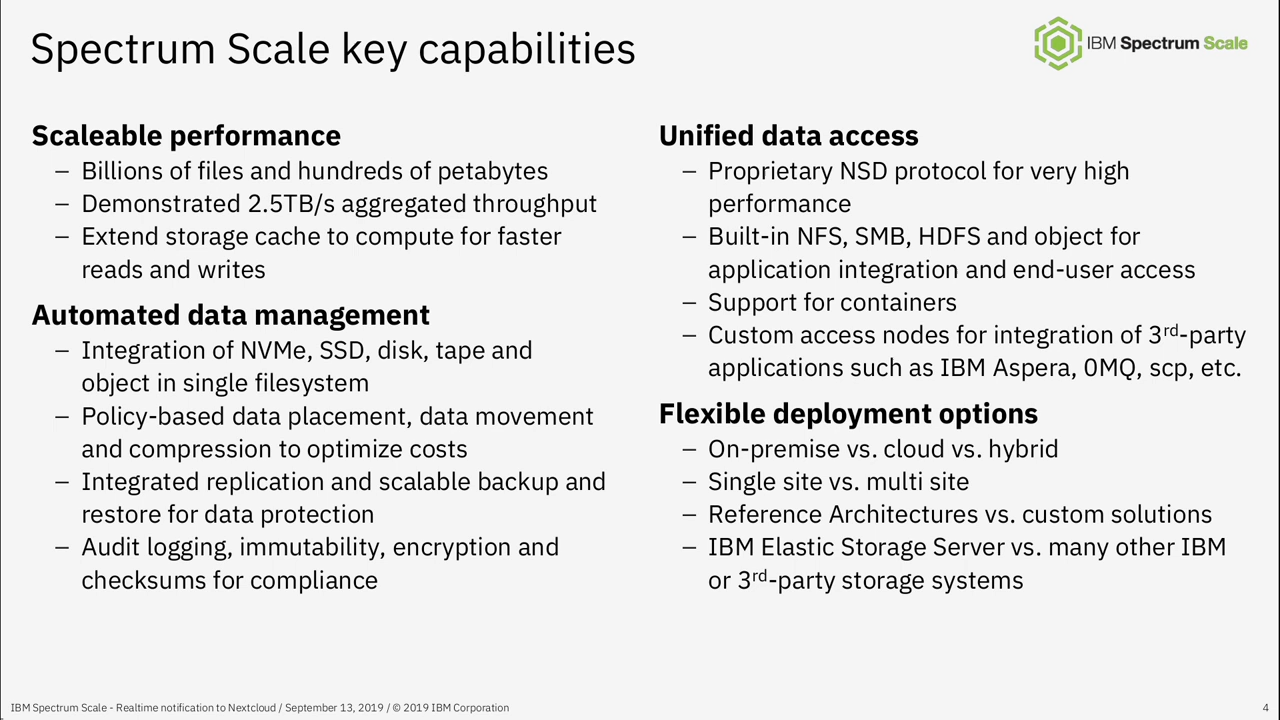 Spectrum Scale key capabilities
IBM Spectrum Scale
Scaleable performance
– Billions of files and hundreds of petabytes
– Demonstrated 2.5TB/s aggregated throughput
– Extend storage cache to compute for faster
reads and writes
Automated data management
– Integration of NVMe, SSD, disk, tape and
object in single filesystem
– Policy-based data placement, data movement
and compression to optimize costs
– Integrated replication and scalable backup and
restore for data protection
– Audit logging, immutability, encryption and
checksums for compliance
Unified data access
– Proprietary NSD protocol for very high
performance
– Built-in NFS, SMB, HDFS and object for
application integration and end-user access
– Support for containers
– Custom access nodes for integration of 3rd-party
applications such as IBM Aspera, 0MQ, scp, etc.
Flexible deployment options
– On-premise vs. cloud vs. hybrid
– Single site vs. multi site
– Reference Architectures vs. custom solutions
– IBM Elastic Storage Server vs. many other IBM
or 3rd-party storage systems
IBM Spectrum Scale - Realtime notification to Nextcloud / September 13, 2019 / © 2019 IBM Corporation
4